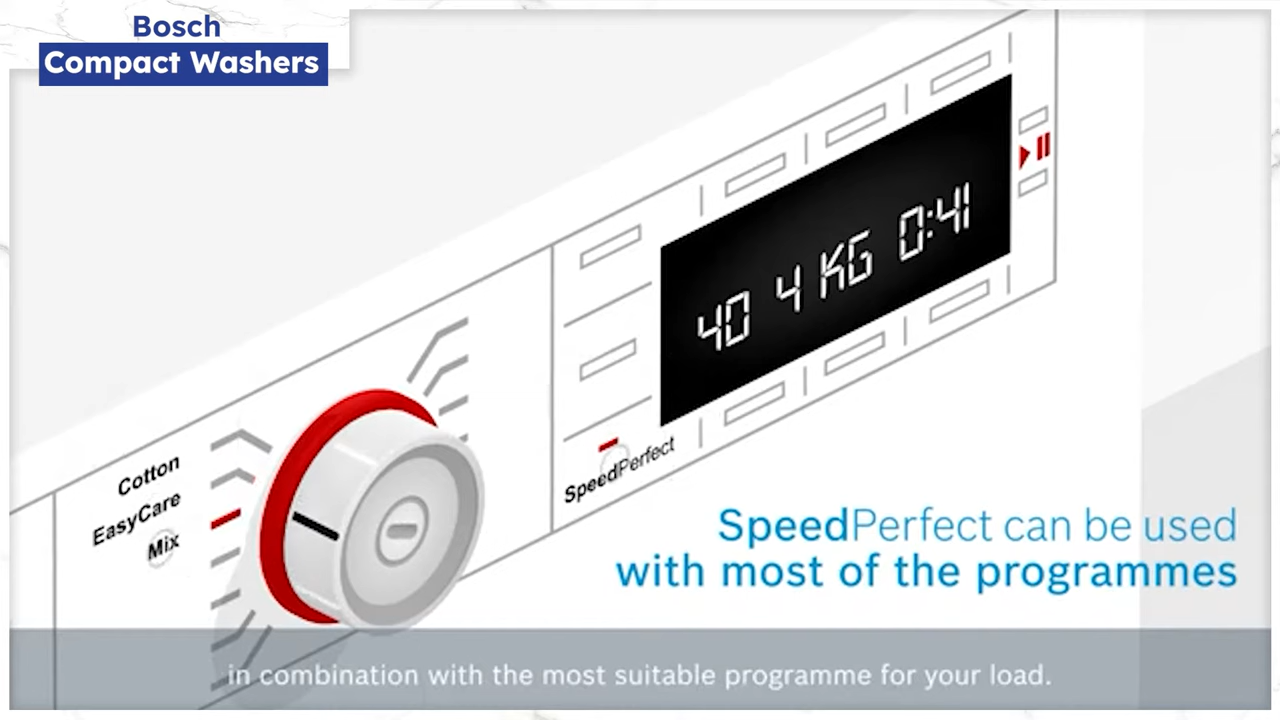 Bosch
Compact Washers
40 4 KG 0:41
Cotton
EasyCare
Mix
SpeedPerfect
SpeedPerfect can be used
with most of the programmes
in combination with the most suitable programme for your load.